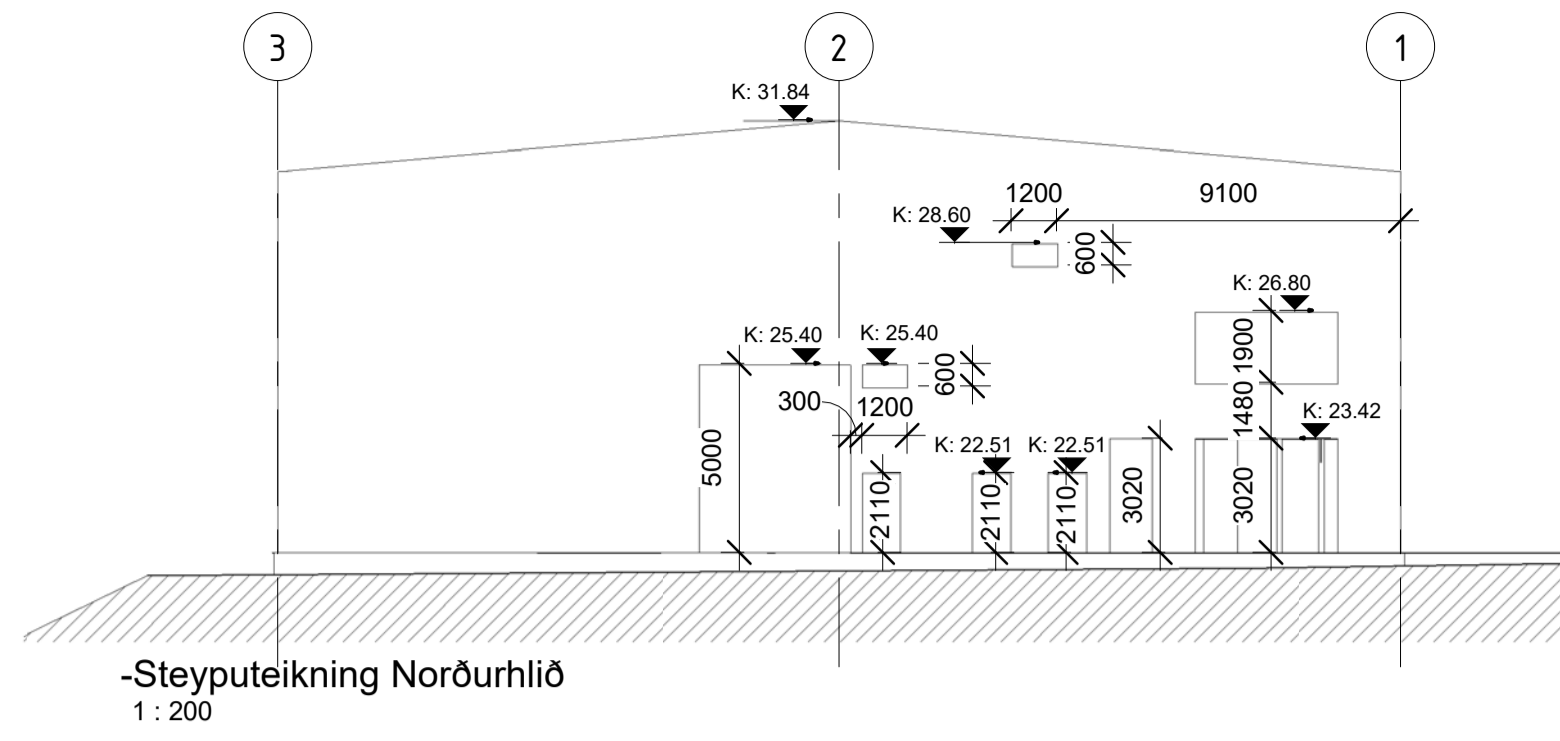 3
2
1
K: 31.84
1200
9100
K: 28.60
600
K: 26.80
K: 25.40
K: 25.40
600
1900
300
1200
1480
K: 23.42
5000
K: 22.51
K: 22.51
2110
2110
2110
3020
3020
-Steyputeikning Norðurhlið
1 : 200